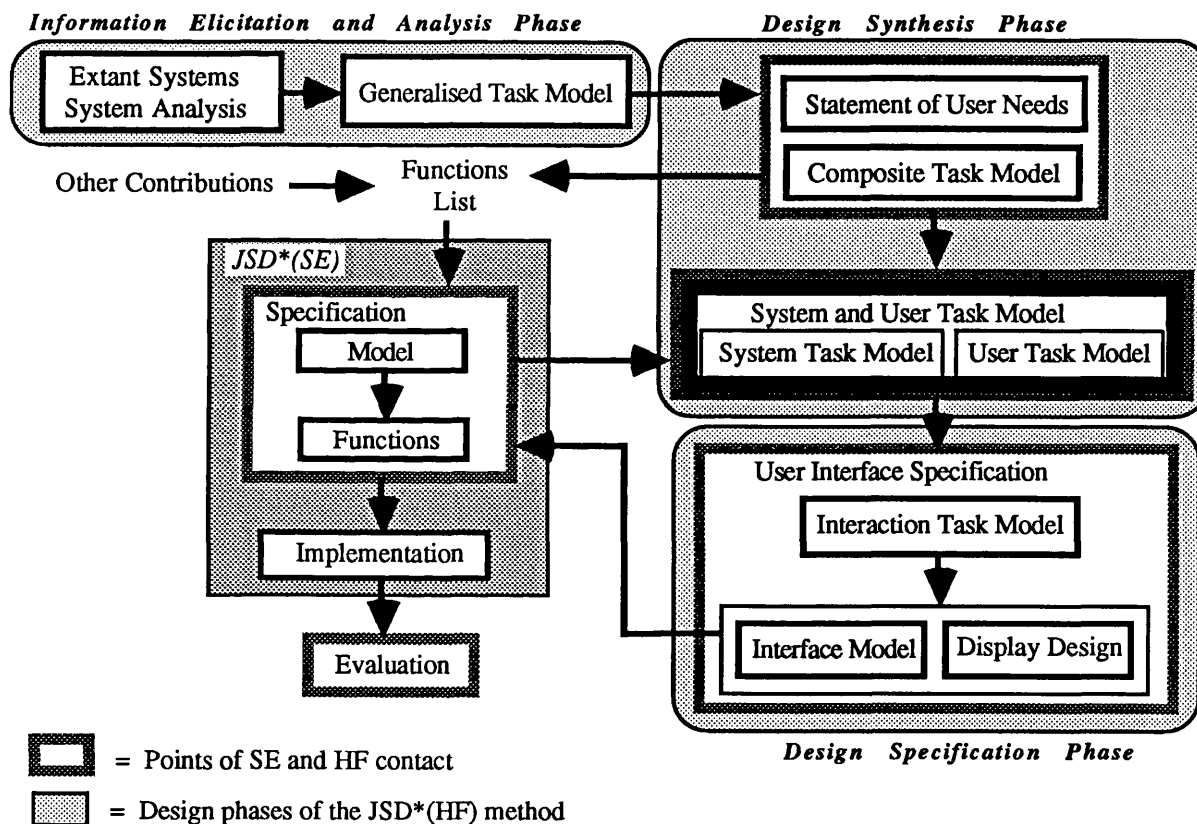 Information Elicitation and Analysis Phase
Design Synthesis Phase
Extant Systems
System Analysis
Generalised Task Model
Statement of User Needs
Composite Task Model
Other Contributions
Functions
List
JSD*(SE)
Specification
Model
Functions
Implementation
Evaluation
System and User Task Model
System Task Model
User Task Model
User Interface Specification
Interaction Task Model
Interface Model
Display Design
Design Specification Phase
= Points of SE and HF contact
= Design phases of the JSD*(HF) method